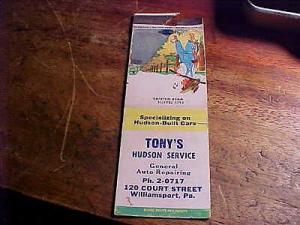 Specializing on
Hudson-Built Cars
TONY'S
HUDSON SERVICE
General
Auto Repairing
Ph. 2-0717
120 COURT STREET
Williamsport, Pa.